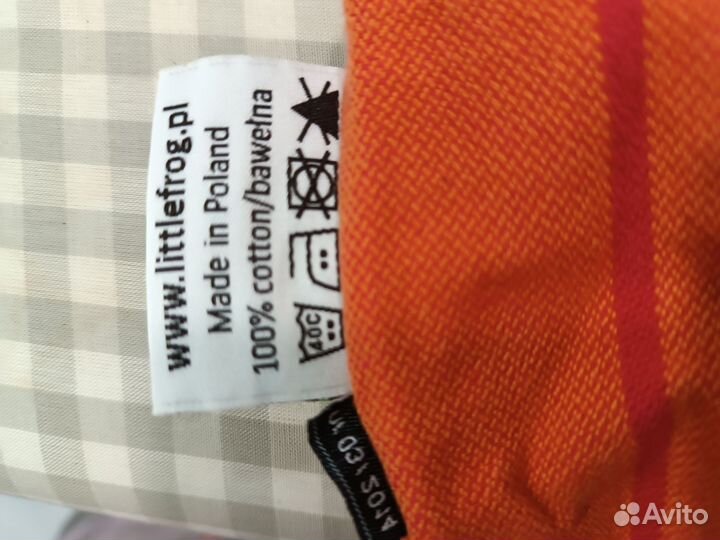 www.littlefrog.pl
Made in Poland
100% cotton/bawełna
40C
Avito